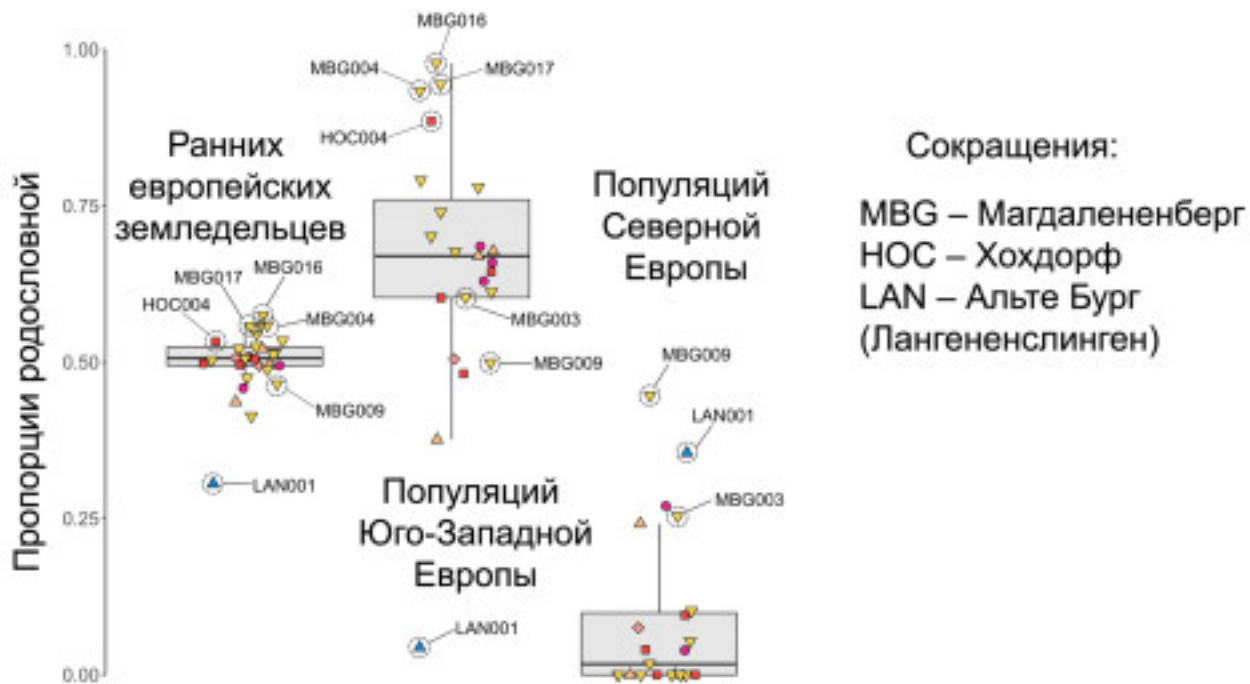 Пропорции родословной
1.00
0.75
0.50
0.25
0.00
Ранних
европейских
земледельцев
MBG017
MBG016
HOC004
MBG004
MBG009
LAN001
MBG016
MBG004
MBG017
HOC004
MBG003
MBG009
Популяций
Юго-Западной
Европы
LAN001
Популяций
Северной
Европы
MBG009
LAN001
MBG003
Сокращения:
MBG – Магдалененберг
HOC – Хохдорф
LAN – Альте Бург
(Лангененслинген)